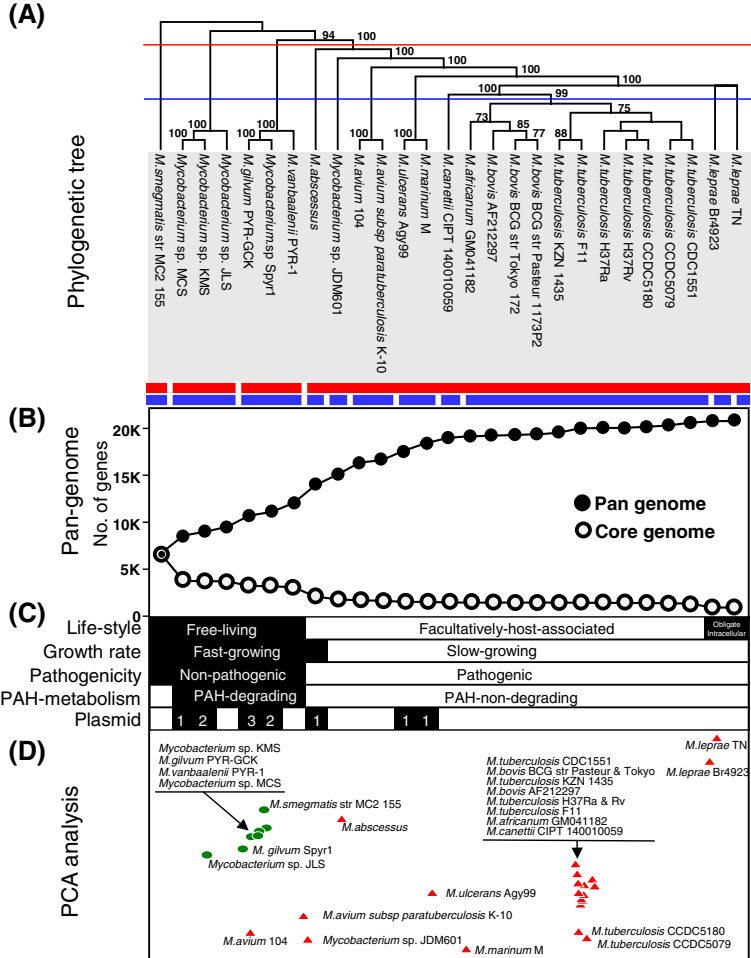 (A)
94
100
100
100
100
100
100
99
75
73
85
77
88
100
100
100
100
100
100
100
Phylogenetic tree
M.smegmatis str MC2 155
Mycobacterium sp. MCS
Mycobacterium sp. KMS
Mycobacterium sp. JLS
M.gilvum PYR-GCK
Mycobacterium.sp Spyr1
M.vanbaalenii PYR-1
M.abscessus
Mycobacterium sp. JDM601
M.avium 104
M.avium subsp paratuberculosis K-10
M.ulcerans Agy99
M.marinum M
M.canettii CIPT 140010059
M.africanum GM041182
M.bovis AF212297
M.bovis BCG str Tokyo 172
M.bovis BCG str Pasteur 1173P2
M.tuberculosis KZN 1435
M.tuberculosis F11
M.tuberculosis H37Ra
M.tuberculosis H37Rv
M.tuberculosis CCDC5180
M.tuberculosis CCDC5079
M.tuberculosis CDC1551
M.leprae Br4923
M.leprae TN
(B)
Pan-genome
No. of genes
20K
15K
10K
5K
0
Pan genome
Core genome
(C)
Life-style
Free-living
Facultatively-host-associated
Obligate
Intracellular
Growth rate
Fast-growing
Slow-growing
Pathogenicity
Non-pathogenic
Pathogenic
PAH-metabolism
PAH-degrading
PAH-non-degrading
Plasmid
1 2 3 2 1 1 1
(D)
PCA analysis
Mycobacterium sp. KMS
M.gilvum PYR-GCK
M.vanbaalenii PYR-1
Mycobacterium sp. MCS
M.smegmatis str MC2 155
M.abscessus
M. gilvum Spyr1
Mycobacterium sp. JLS
M.tuberculosis CDC1551
M.bovis BCG str Pasteur & Tokyo
M.tuberculosis KZN 1435
M.bovis AF212297
M.tuberculosis H37Ra & Rv
M.tuberculosis F11
M.africanum GM041182
M.canettii CIPT 140010059
M.leprae TN
M.leprae Br4923
M.ulcerans Agy99
M.avium subsp paratuberculosis K-10
M.avium 104
Mycobacterium sp. JDM601
M.marinum M
M.tuberculosis CCDC5180
M.tuberculosis CCDC5079